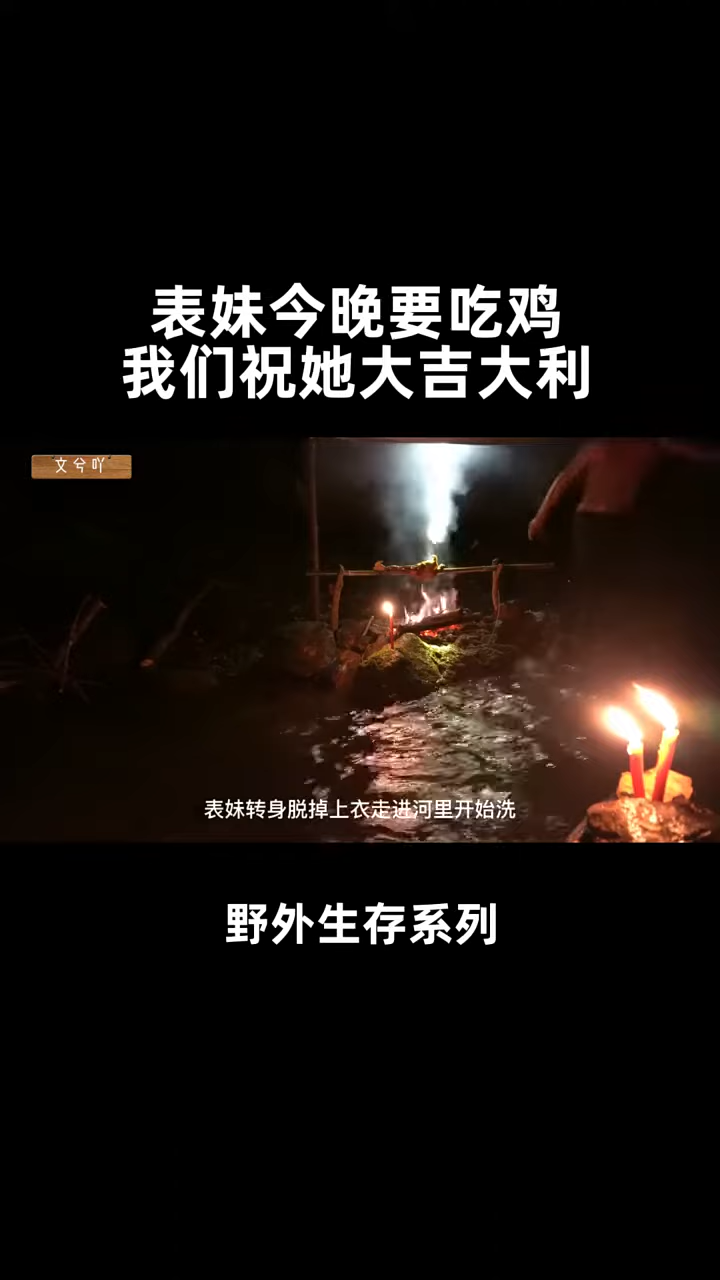 表妹今晚要吃鸡
我们祝她大吉大利
文兮吖
表妹转身脱掉上衣走进河里开始洗
野外生存系列